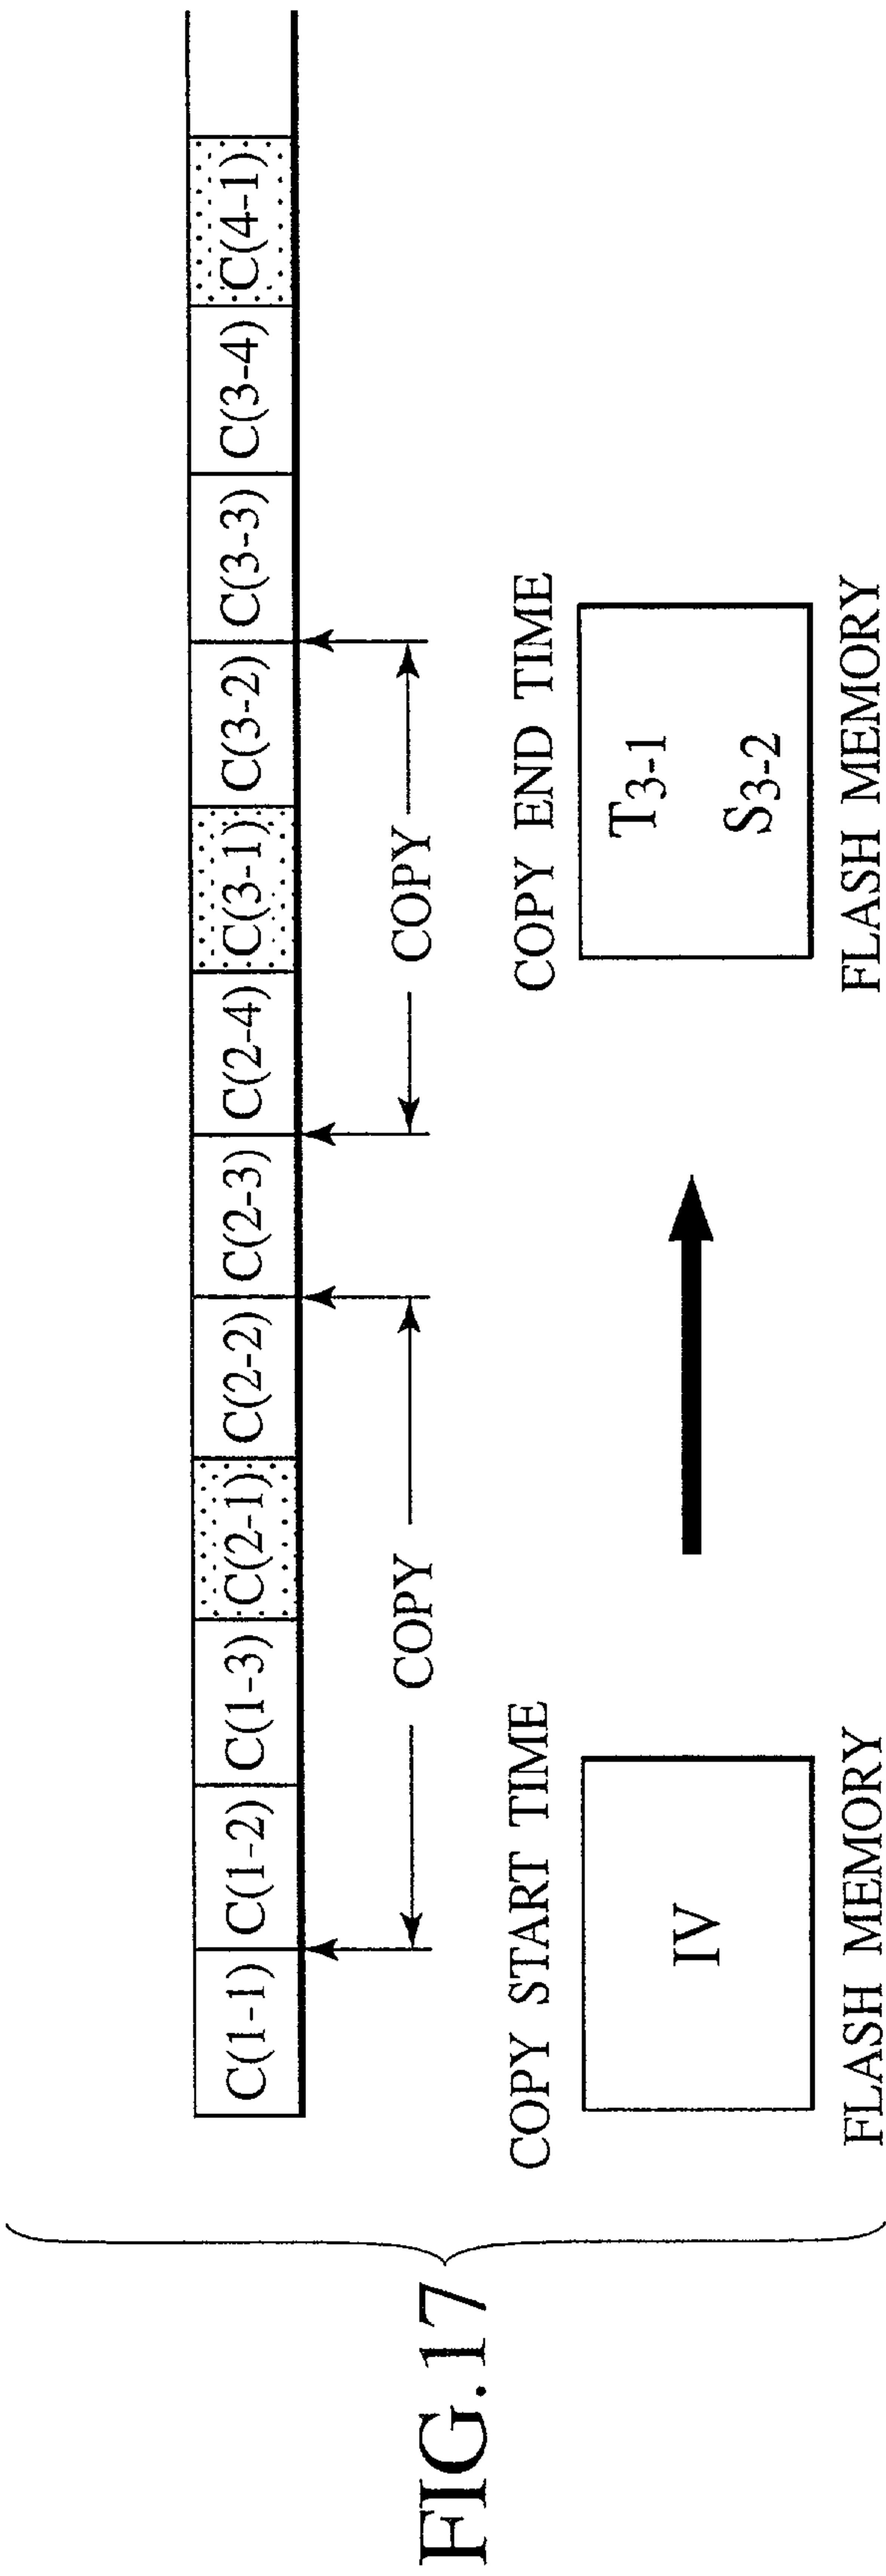 FIG.17
C(1-1) C(1-2) C(1-3) C(2-1) C(2-2) C(2-3) C(2-4) C(3-1) C(3-2) C(3-3) C(3-4) C(4-1)
COPY COPY
COPY START TIME
IV
FLASH MEMORY
COPY END TIME
T3-1
S3-2
FLASH MEMORY